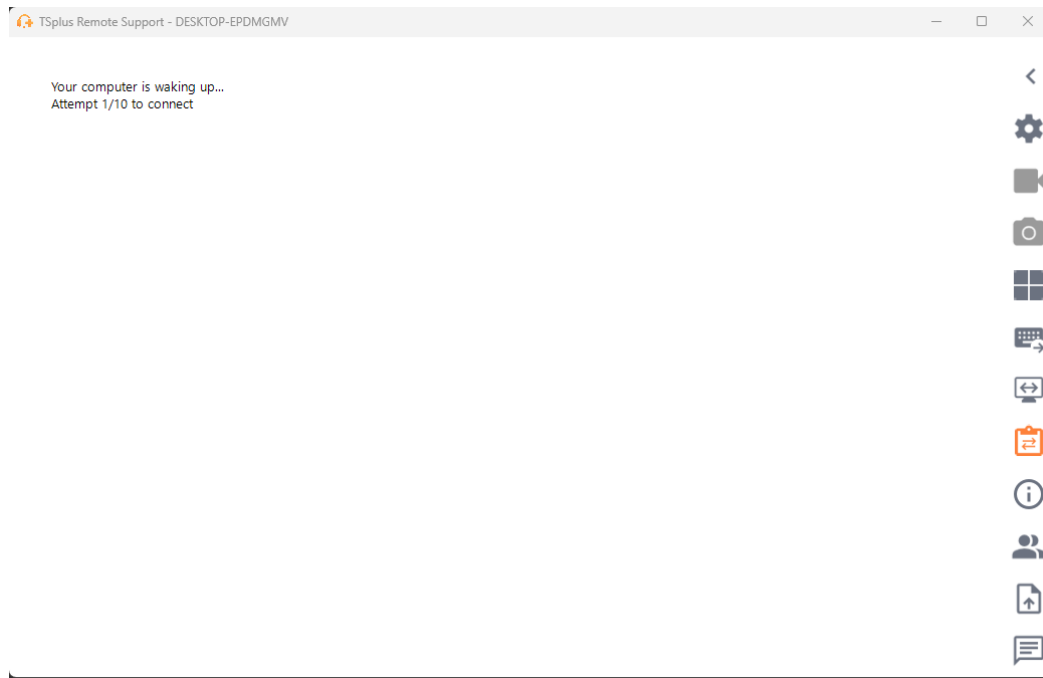 TSplus Remote Support - DESKTOP-EPDMGMV
Your computer is waking up...
Attempt 1/10 to connect